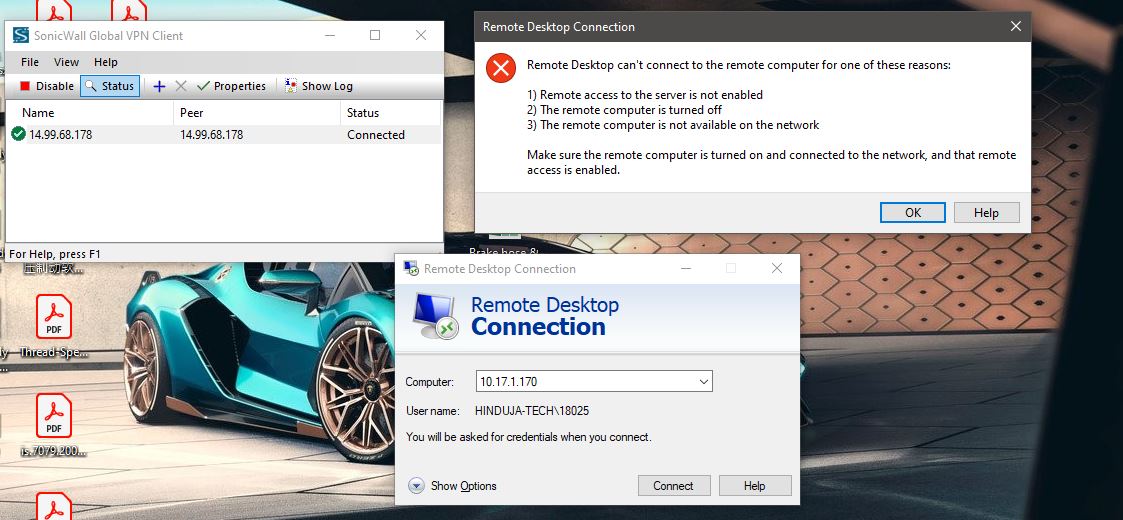 SonicWall Global VPN Client
File View Help
Disable Status Properties Show Log
Name Peer Status
14.99.68.178 14.99.68.178 Connected
For Help, press F1
Remote Desktop Connection
Remote Desktop can't connect to the remote computer for one of these reasons:
1) Remote access to the server is not enabled
2) The remote computer is turned off
3) The remote computer is not available on the network
Make sure the remote computer is turned on and connected to the network, and that remote
access is enabled.
OK Help
Remote Desktop Connection
Remote Desktop
Connection
Computer: 10.17.1.170
User name: HINDUJA-TECH\18025
You will be asked for credentials when you connect.
Show Options Connect Help
PDF
Thread-Spe...
PDF
is.7079.200...